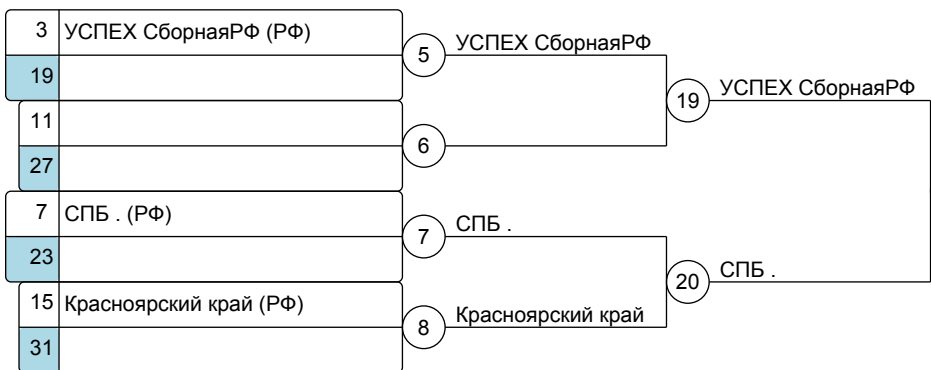 3 УСПЕХ СборнаяРФ (РФ)
19
5 УСПЕХ СборнаяРФ
19 УСПЕХ СборнаяРФ
11
27
6
7 СПБ . (РФ)
23
7 СПБ .
20 СПБ .
15 Красноярский край (РФ)
31
8 Красноярский край